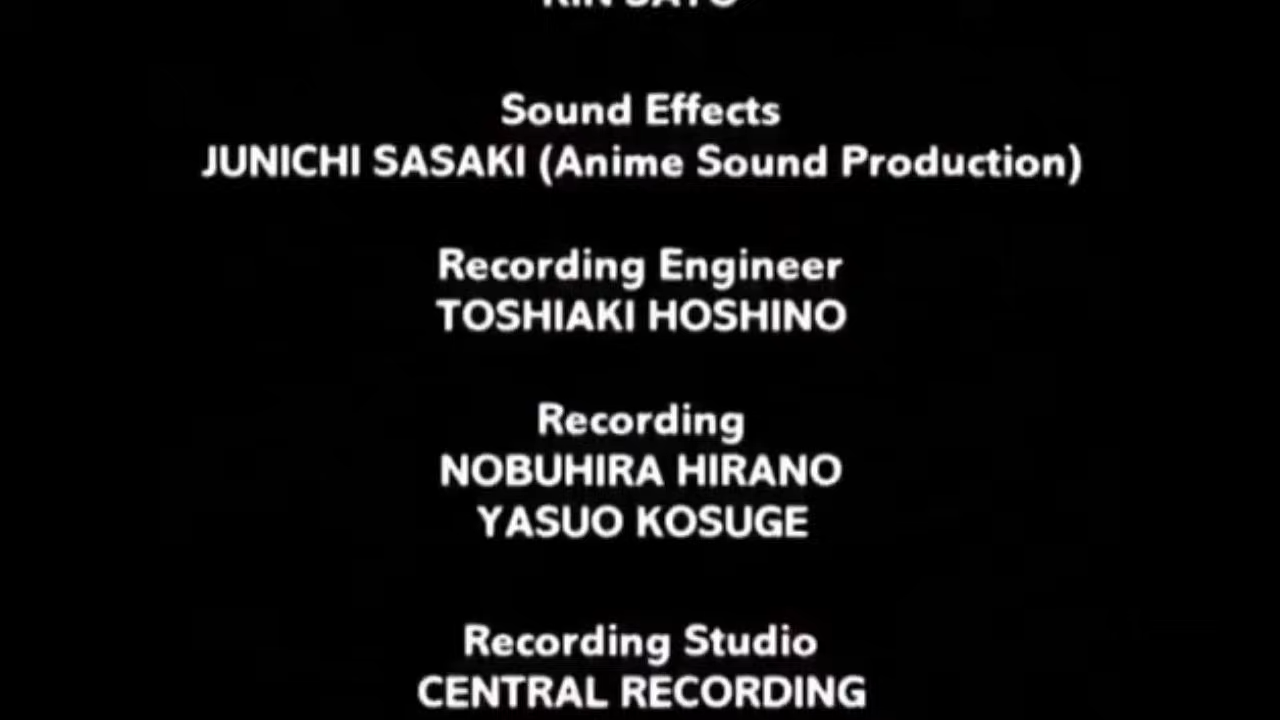 Sound Effects
JUNICHI SASAKI (Anime Sound Production)
Recording Engineer
TOSHIAKI HOSHINO
Recording
NOBUHIRA HIRANO
YASUO KOSUGE
Recording Studio
CENTRAL RECORDING